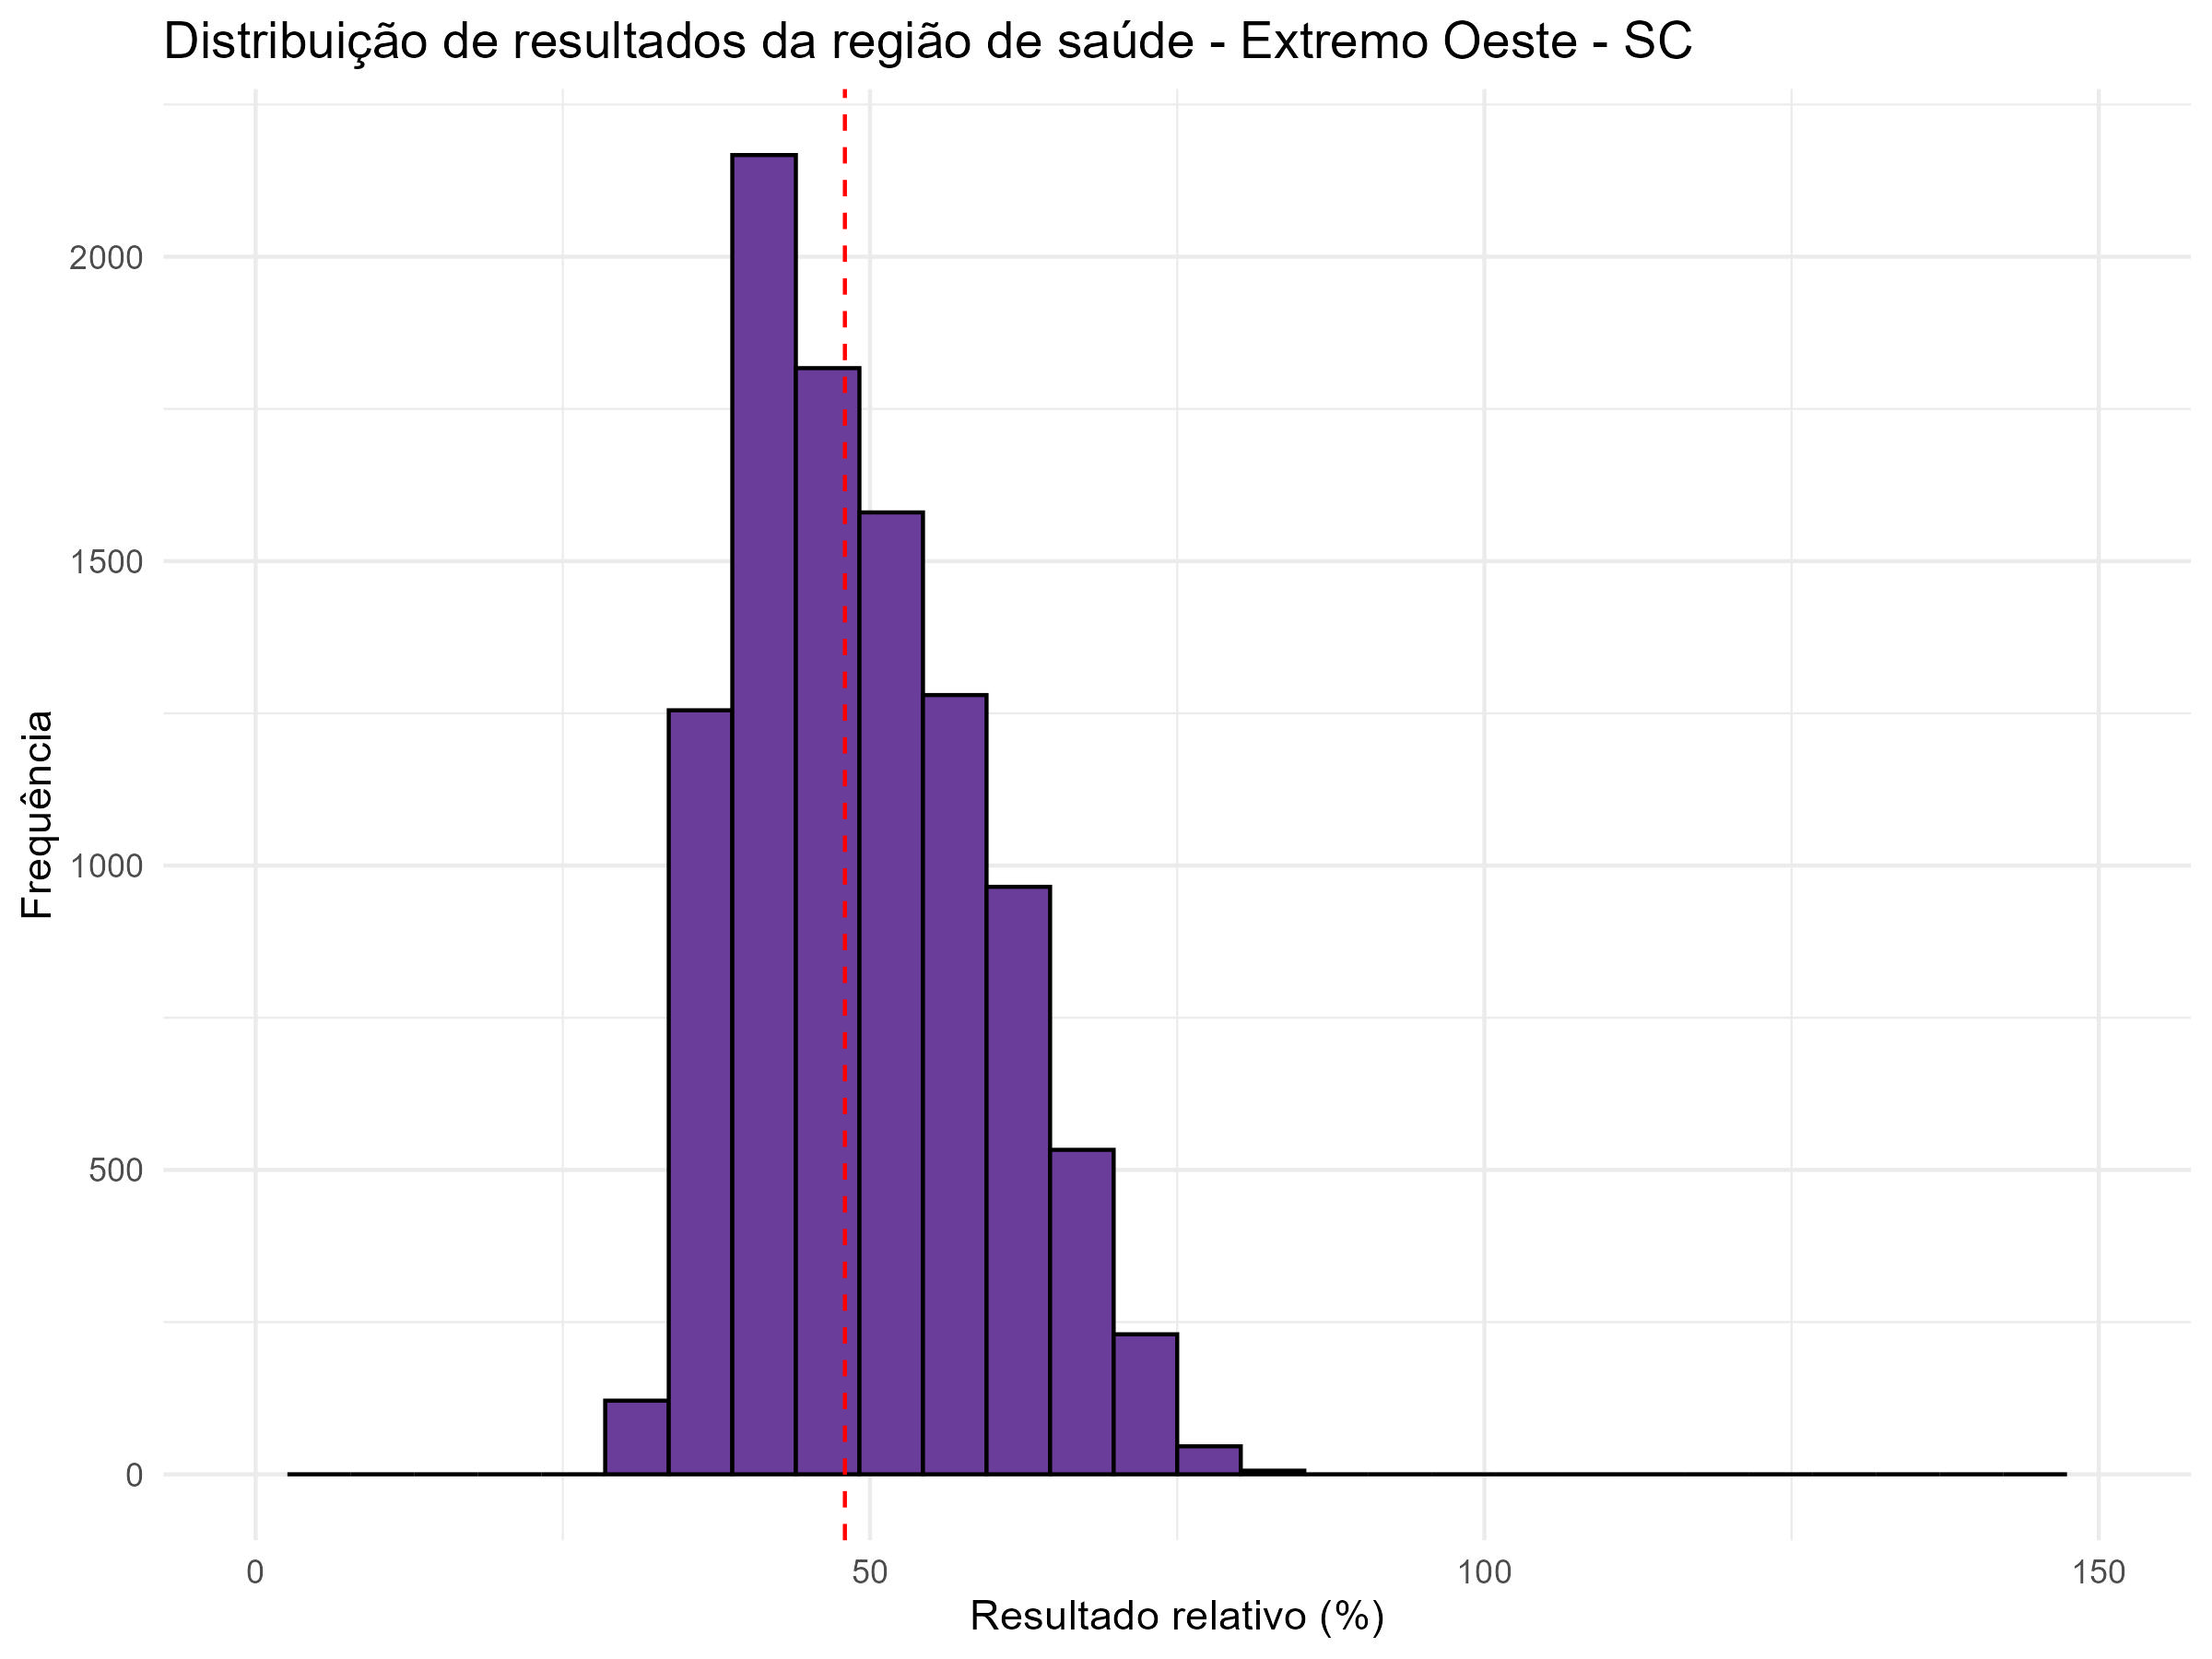 Distribuição de resultados da região de saúde - Extremo Oeste - SC
Frequência
2000
1500
1000
500
0
0 50 100 150
Resultado relativo (%)